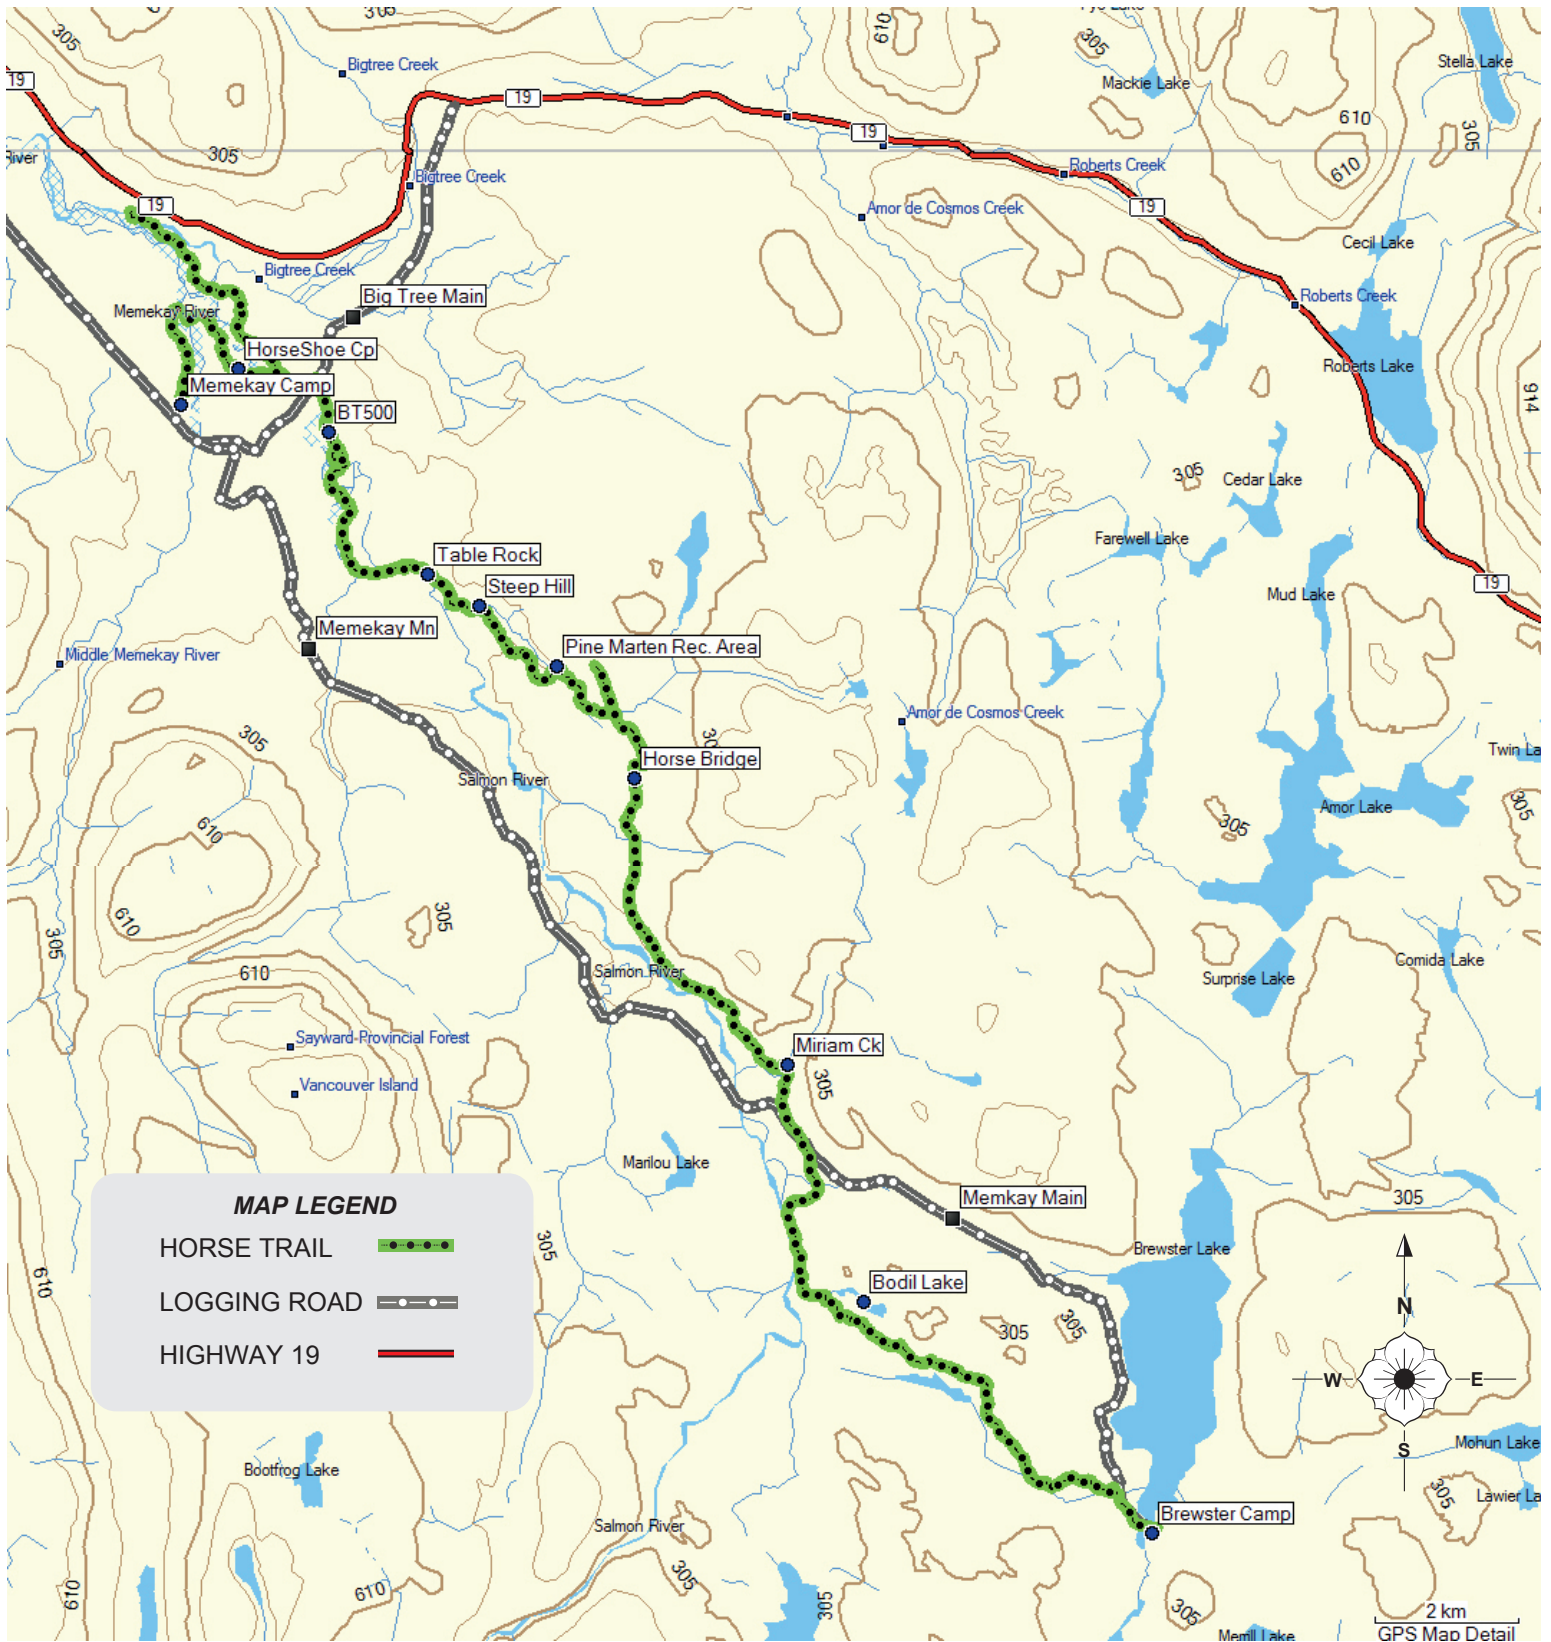 305
610
Pye Lake
305
305
Bigtree Creek
Mackie Lake
Stella Lake
19
19
610
305
19
River
305
Bigtree Creek
Roberts Creek
610
19
Amor de Cosmos Creek
19
Cecil Lake
Bigtree Creek
Big Tree Main
Roberts Creek
Memekay River
HorseShoe Cp
Roberts Lake
Memekay Camp
914
BT500
305
Cedar Lake
Farewell Lake
Table Rock
Steep Hill
19
Mud Lake
Memekay Mn
Pine Marten Rec. Area
Middle Memekay River
Amor de Cosmos Creek
305
30
Twin La
Horse Bridge
Salmon River
Amor Lake
305
305
610
610
305
305
Comida Lake
610
Salmon River
Surprise Lake
Sayward-Provincial Forest
Miriam Ck
Vancouver Island
305
Marilou Lake
MAP LEGEND
HORSE TRAIL
LOGGING ROAD
HIGHWAY 19
Memkay Main
305
305
Brewster Lake
610
Bodil Lake
N
305
305
W
E
S
Mohun Lake
Bootfrog Lake
305
Lawier La
Salmon River
Brewster Camp
305
610
610
305
305
2 km
Merrill Lake
GPS Map Detail